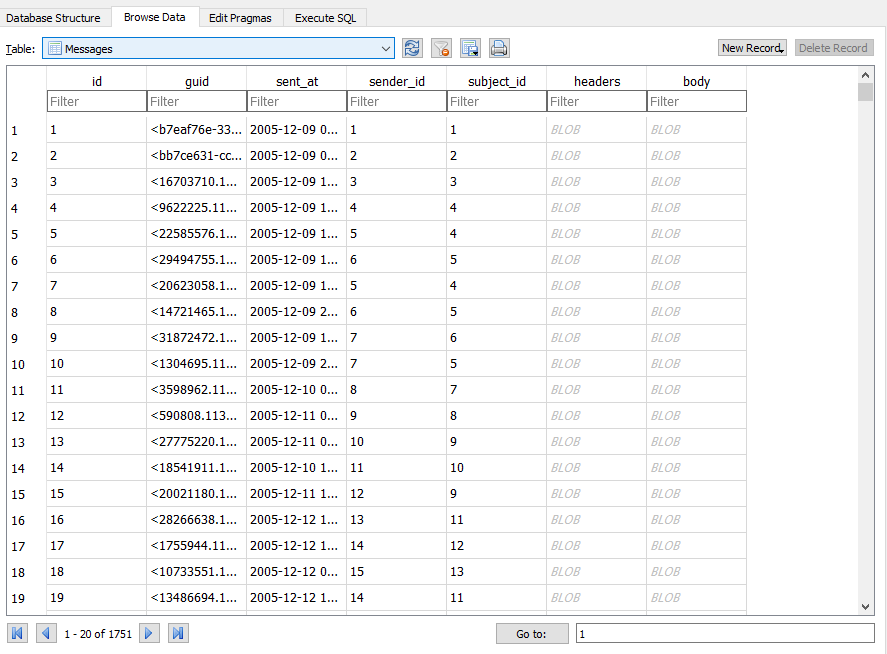 Database Structure Browse Data Edit Pragmas Execute SQL
Table: Messages New Record Delete Record
id guid sent_at sender_id subject_id headers body
Filter Filter Filter Filter Filter Filter Filter
1 1 <b7eaf76e-33... 2005-12-09 0... 1 1 BLOB BLOB
2 2 <bb7ce631-cc... 2005-12-09 0... 2 2 BLOB BLOB
3 3 <16703710.1... 2005-12-09 1... 3 3 BLOB BLOB
4 4 <9622225.11... 2005-12-09 1... 4 4 BLOB BLOB
5 5 <22585576.1... 2005-12-09 1... 5 4 BLOB BLOB
6 6 <29494755.1... 2005-12-09 1... 6 5 BLOB BLOB
7 7 <20623058.1... 2005-12-09 1... 5 4 BLOB BLOB
8 8 <14721465.1... 2005-12-09 2... 6 5 BLOB BLOB
9 9 <31872472.1... 2005-12-09 1... 7 6 BLOB BLOB
10 10 <1304695.11... 2005-12-09 2... 7 5 BLOB BLOB
11 11 <3598962.11... 2005-12-10 0... 8 7 BLOB BLOB
12 12 <590808.113... 2005-12-11 0... 9 8 BLOB BLOB
13 13 <27775220.1... 2005-12-11 0... 10 9 BLOB BLOB
14 14 <18541911.1... 2005-12-10 1... 11 10 BLOB BLOB
15 15 <20021180.1... 2005-12-11 1... 12 9 BLOB BLOB
16 16 <28266638.1... 2005-12-12 1... 13 11 BLOB BLOB
17 17 <1755944.11... 2005-12-12 1... 14 12 BLOB BLOB
18 18 <10733551.1... 2005-12-12 0... 15 13 BLOB BLOB
19 19 <13486694.1... 2005-12-12 1... 14 11 BLOB BLOB
1 - 20 of 1751 Go to: 1